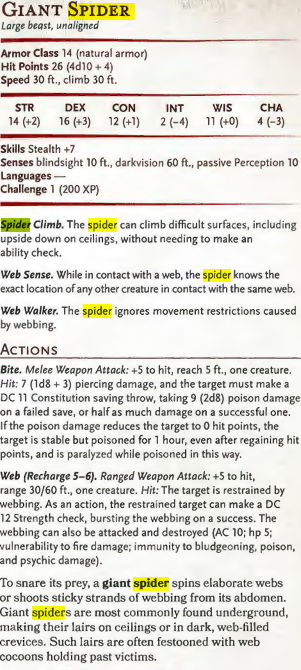 GIANT SPIDER
Large beast, unaligned
Armor Class 14 (natural armor)
Hit Points 26 (4d10 + 4)
Speed 30 ft., climb 30 ft.
STR DEX CON INT WIS CHA
14 (+2) 16 (+3) 12 (+1) 2 (−4) 11 (+0) 4 (−3)
Skills Stealth +7
Senses blindsight 10 ft., darkvision 60 ft., passive Perception 10
Languages —
Challenge 1 (200 XP)
Spider Climb. The spider can climb difficult surfaces, including
upside down on ceilings, without needing to make an
ability check.
Web Sense. While in contact with a web, the spider knows the
exact location of any other creature in contact with the same web.
Web Walker. The spider ignores movement restrictions caused
by webbing.
ACTIONS
Bite. Melee Weapon Attack: +5 to hit, reach 5 ft., one creature.
Hit: 7 (1d8 + 3) piercing damage, and the target must make a
DC 11 Constitution saving throw, taking 9 (2d8) poison damage
on a failed save, or half as much damage on a successful one.
If the poison damage reduces the target to 0 hit points, the
target is stable but poisoned for 1 hour, even after regaining hit
points, and is paralyzed while poisoned in this way.
Web (Recharge 5–6). Ranged Weapon Attack: +5 to hit,
range 30/60 ft., one creature. Hit: The target is restrained by
webbing. As an action, the restrained target can make a DC
12 Strength check, bursting the webbing on a success. The
webbing can also be attacked and destroyed (AC 10; hp 5;
vulnerability to fire damage; immunity to bludgeoning, poison,
and psychic damage).
To snare its prey, a giant spider spins elaborate webs
or shoots sticky strands of webbing from its abdomen.
Giant spiders are most commonly found underground,
making their lairs on ceilings or in dark, web-filled
crevices. Such lairs are often festooned with web
cocoons holding past victims.